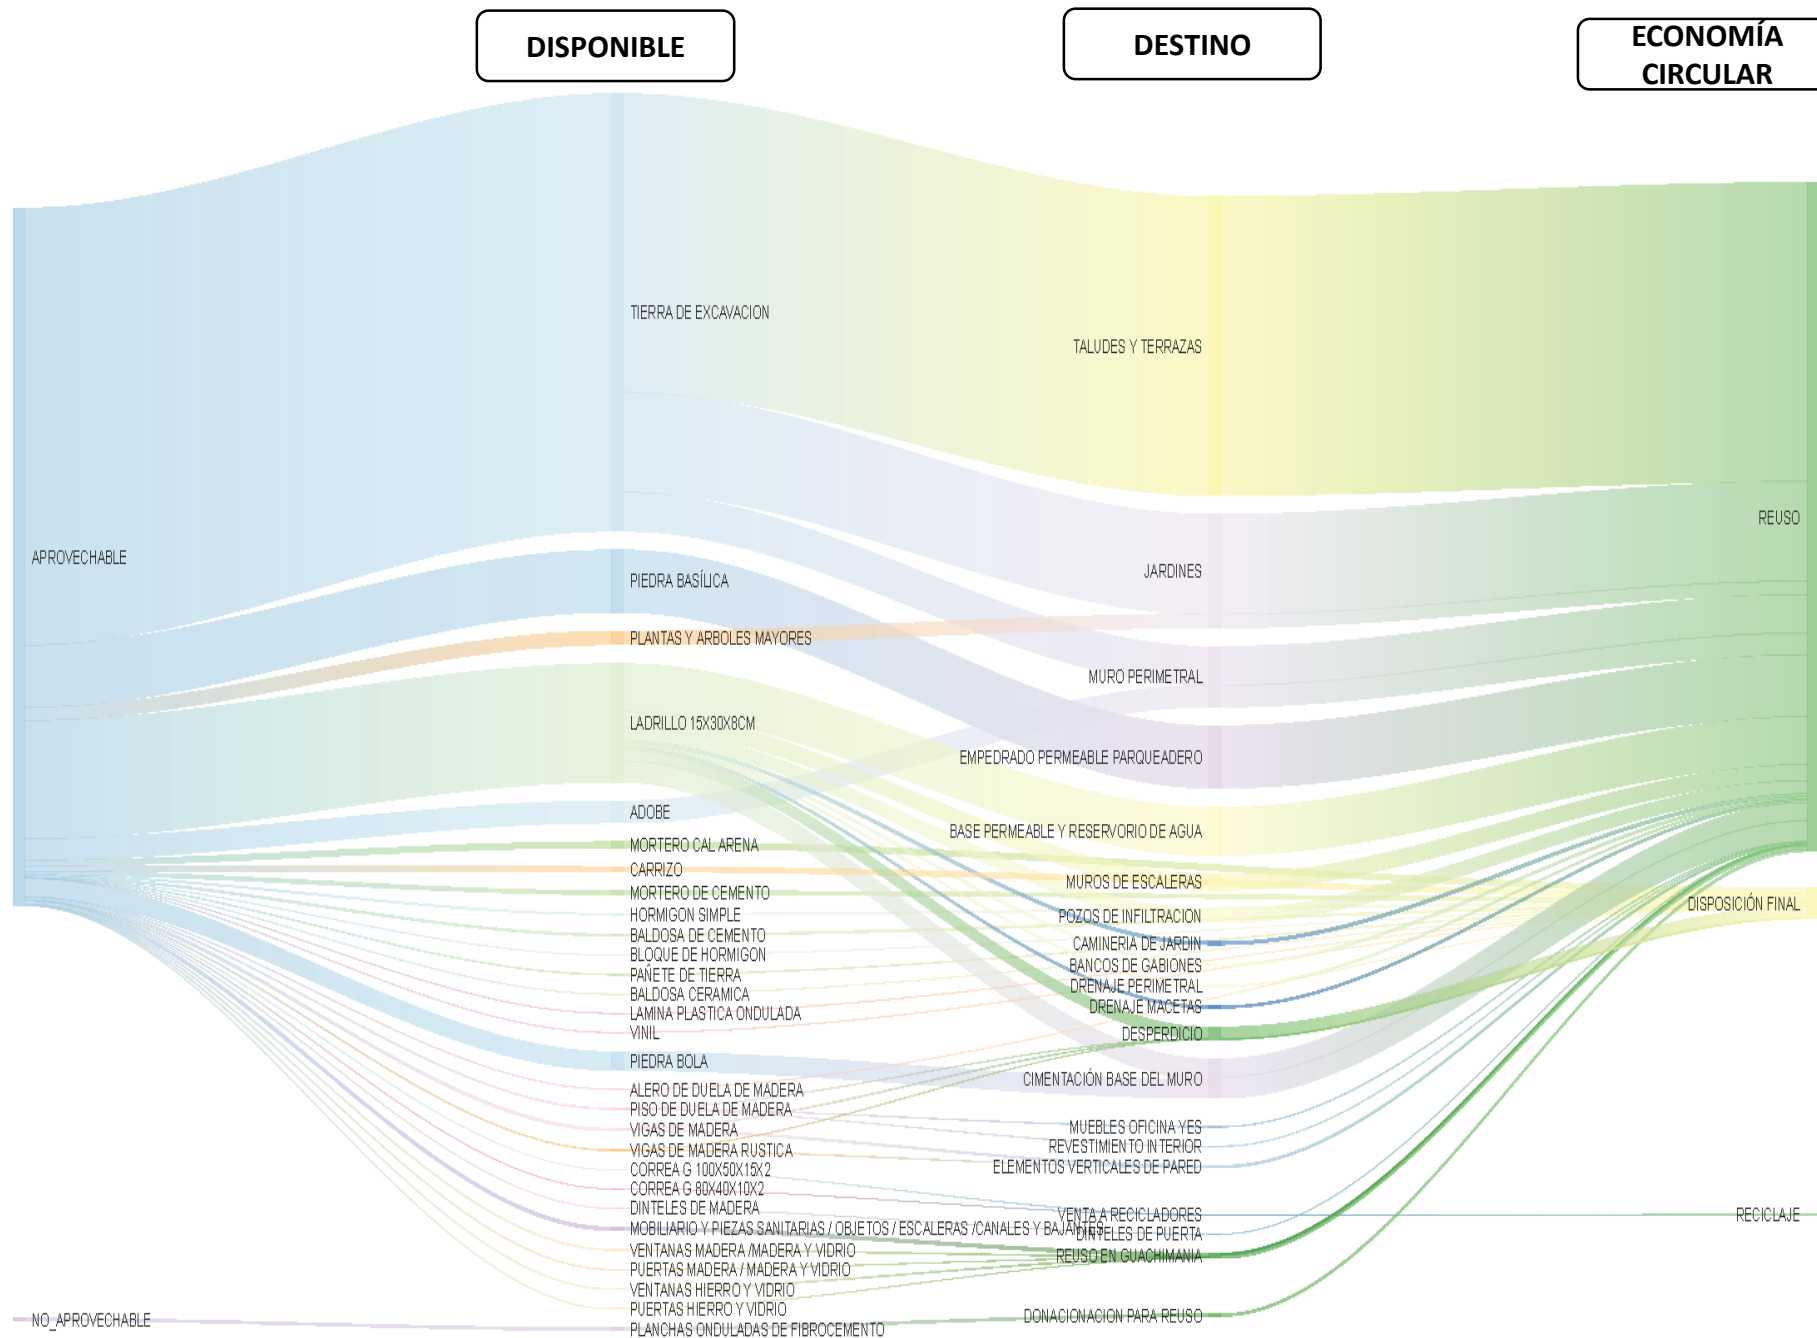 DISPONIBLE
DESTINO
ECONOMÍA
CIRCULAR
APROVECHABLE
NO_APROVECHABLE
TIERRA DE EXCAVACION
PIEDRA BASÍLICA
PLANTAS Y ARBOLES MAYORES
LADRILLO 15X30X8CM
ADOBE
MORTERO CAL ARENA
CARRIZO
MORTERO DE CEMENTO
HORMIGON SIMPLE
BALDOSA DE CEMENTO
BLOQUE DE HORMIGON
PAÑETE DE TIERRA
BALDOSA CERAMICA
LAMINA PLASTICA ONDULADA
VINIL
PIEDRA BOLA
ALERO DE DUELA DE MADERA
PISO DE DUELA DE MADERA
VIGAS DE MADERA
VIGAS DE MADERA RUSTICA
CORREA G 100X50X15X2
CORREA G 80X40X10X2
DINTELES DE MADERA
MOBILIARIO Y PIEZAS SANITARIAS / OBJETOS / ESCALERAS /CANALES Y BAJANTES
VENTANAS MADERA /MADERA Y VIDRIO
PUERTAS MADERA / MADERA Y VIDRIO
VENTANAS HIERRO Y VIDRIO
PUERTAS HIERRO Y VIDRIO
PLANCHAS ONDULADAS DE FIBROCEMENTO
TALUDES Y TERRAZAS
JARDINES
MURO PERIMETRAL
EMPEDRADO PERMEABLE PARQUEADERO
BASE PERMEABLE Y RESERVORIO DE AGUA
MUROS DE ESCALERAS
POZOS DE INFILTRACION
CAMINERIA DE JARDIN
BANCOS DE GABIONES
DRENAJE PERIMETRAL
DRENAJE MACETAS
DESPERDICIO
CIMENTACIÓN BASE DEL MURO
MUEBLES OFICINA YES
REVESTIMIENTO INTERIOR
ELEMENTOS VERTICALES DE PARED
VENTA A RECICLADORES
DINTELES DE PUERTA
REUSO EN GUACHIMANIA
DONACIONACION PARA REUSO
REUSO
DISPOSICIÓN FINAL
RECICLAJE